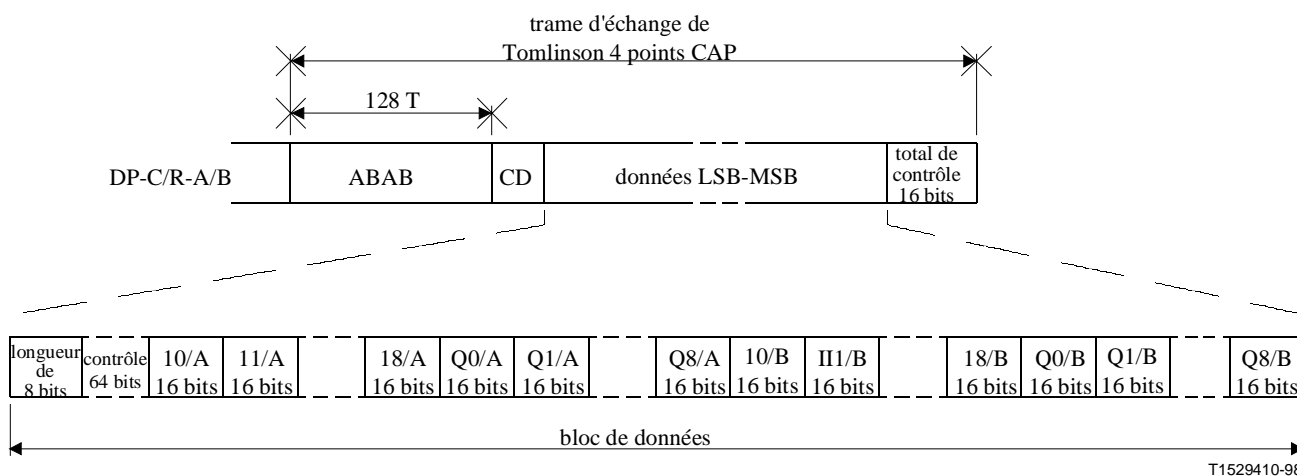 trame d'échange de
Tomlinson 4 points CAP
128 T
DP-C/R-A/B
ABAB
CD
données LSB-MSB
total de
contrôle
16 bits
longueur
de
8 bits
contrôle
64 bits
10/A
16 bits
11/A
16 bits
18/A
16 bits
Q0/A
16 bits
Q1/A
16 bits
Q8/A
16 bits
10/B
16 bits
II1/B
16 bits
18/B
16 bits
Q0/B
16 bits
Q1/B
16 bits
Q8/B
16 bits
bloc de données
T1529410-98